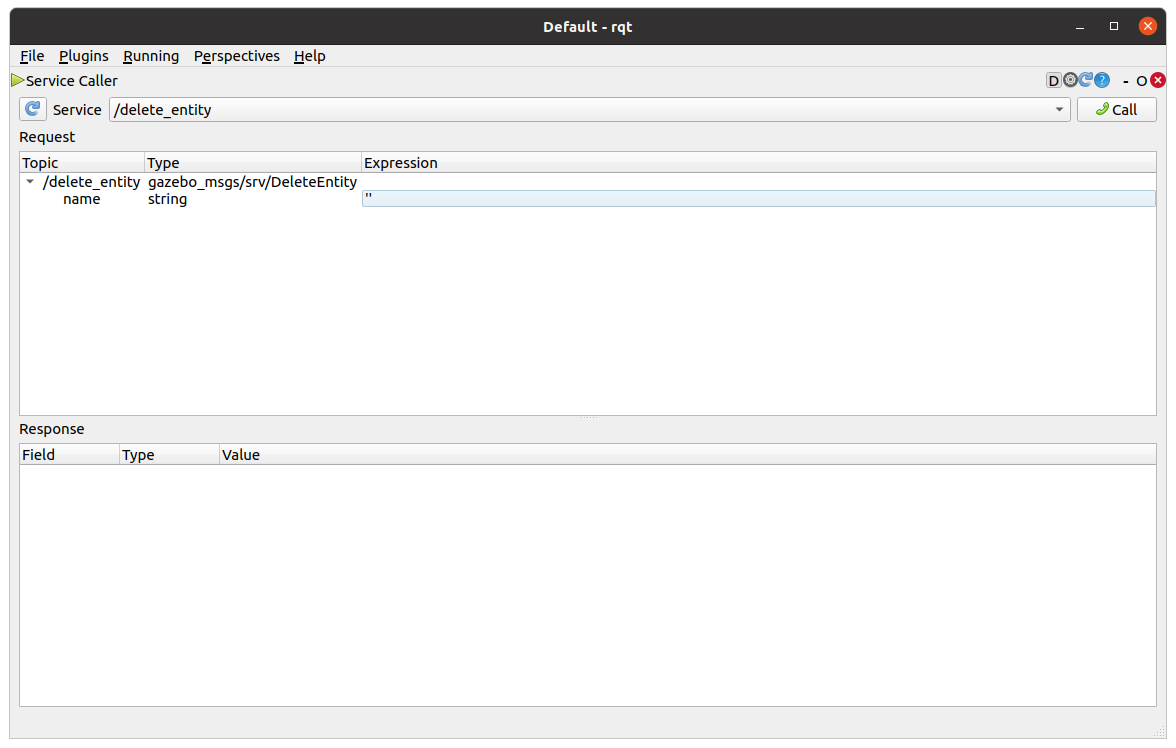 Default - rqt
File Plugins Running Perspectives Help
Service Caller D ? - O
Service /delete_entity Call
Request
Topic Type Expression
/delete_entity gazebo_msgs/srv/DeleteEntity
name string ''
Response
Field Type Value